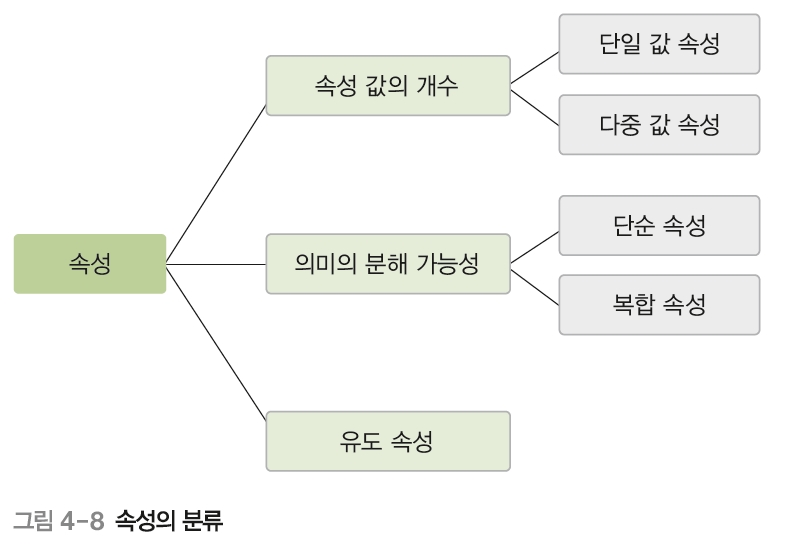 속성
속성 값의 개수
단일 값 속성
다중 값 속성
의미의 분해 가능성
단순 속성
복합 속성
유도 속성
그림 4-8 속성의 분류